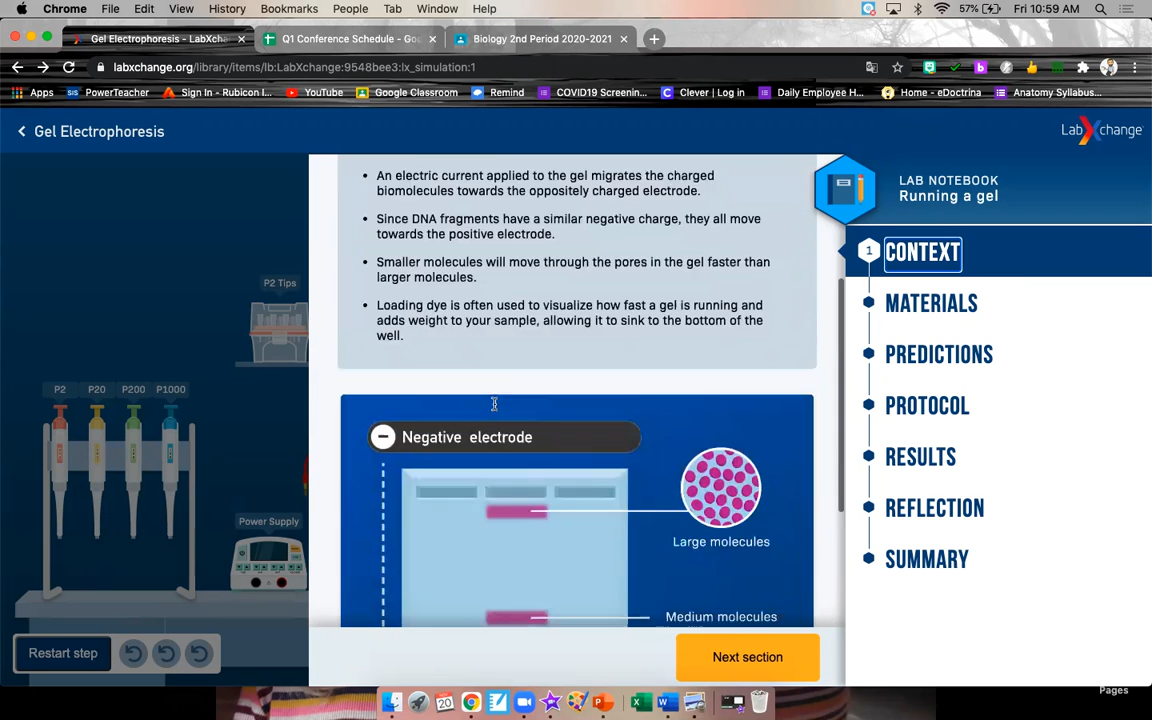 Chrome File Edit View History Bookmarks People Tab Window Help 57% Fri 10:59 AM
Gel Electrophoresis - LabXcha Q1 Conference Schedule - Goo Biology 2nd Period 2020-2021
labxchange.org/library/items/lb:LabXchange:9548bee3:lx_simulation:1
Apps SIS PowerTeacher Sign In - Rubicon I... YouTube Google Classroom Remind COVID19 Screenin... Clever | Log in Daily Employee H... Home - eDoctrina Anatomy Syllabus...
Gel Electrophoresis
LabXchange
LAB NOTEBOOK
Running a gel
• An electric current applied to the gel migrates the charged
biomolecules towards the oppositely charged electrode.
• Since DNA fragments have a similar negative charge, they all move
towards the positive electrode.
• Smaller molecules will move through the pores in the gel faster than
larger molecules.
• Loading dye is often used to visualize how fast a gel is running and
adds weight to your sample, allowing it to sink to the bottom of the
well.
Negative electrode
Large molecules
Medium molecules
Next section
1 CONTEXT
MATERIALS
PREDICTIONS
PROTOCOL
RESULTS
REFLECTION
SUMMARY
P2 Tips
P2 P20 P200 P1000
Power Supply
Restart step
Pages
20